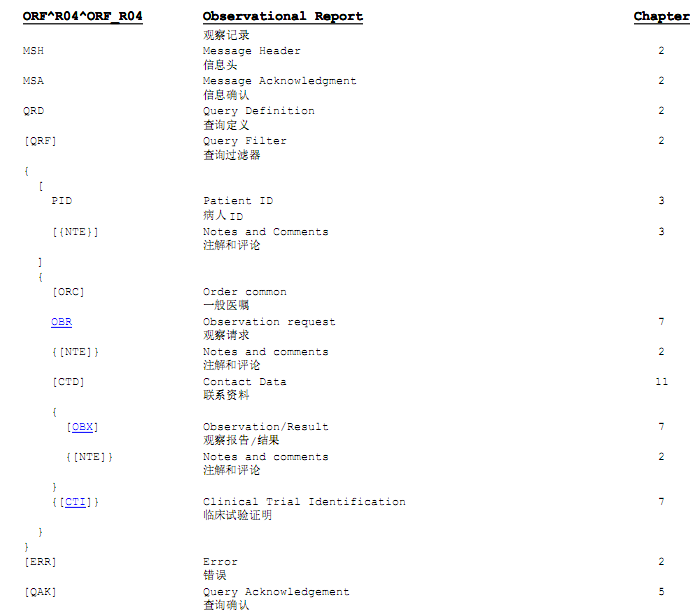 ORF^R04^ORF_R04 Observational Report Chapter
观察记录
MSH Message Header 2
信息头
MSA Message Acknowledgment 2
信息确认
QRD Query Definition 2
查询定义
[QRF] Query Filter 2
查询过滤器
{
[
PID Patient ID 3
病人 ID
[{NTE}] Notes and Comments 3
注解和评论
]
{
[ORC] Order common
一般医嘱
OBR Observation request 7
观察请求
{[NTE]} Notes and comments 2
注解和评论
[CTD] Contact Data 11
联系资料
{
[OBX] Observation/Result 7
观察报告/结果
{[NTE]} Notes and comments 2
注解和评论
}
{[CTI]} Clinical Trial Identification 7
临床试验证明
}
}
[ERR] Error 2
错误
[QAK] Query Acknowledgement 5
查询确认